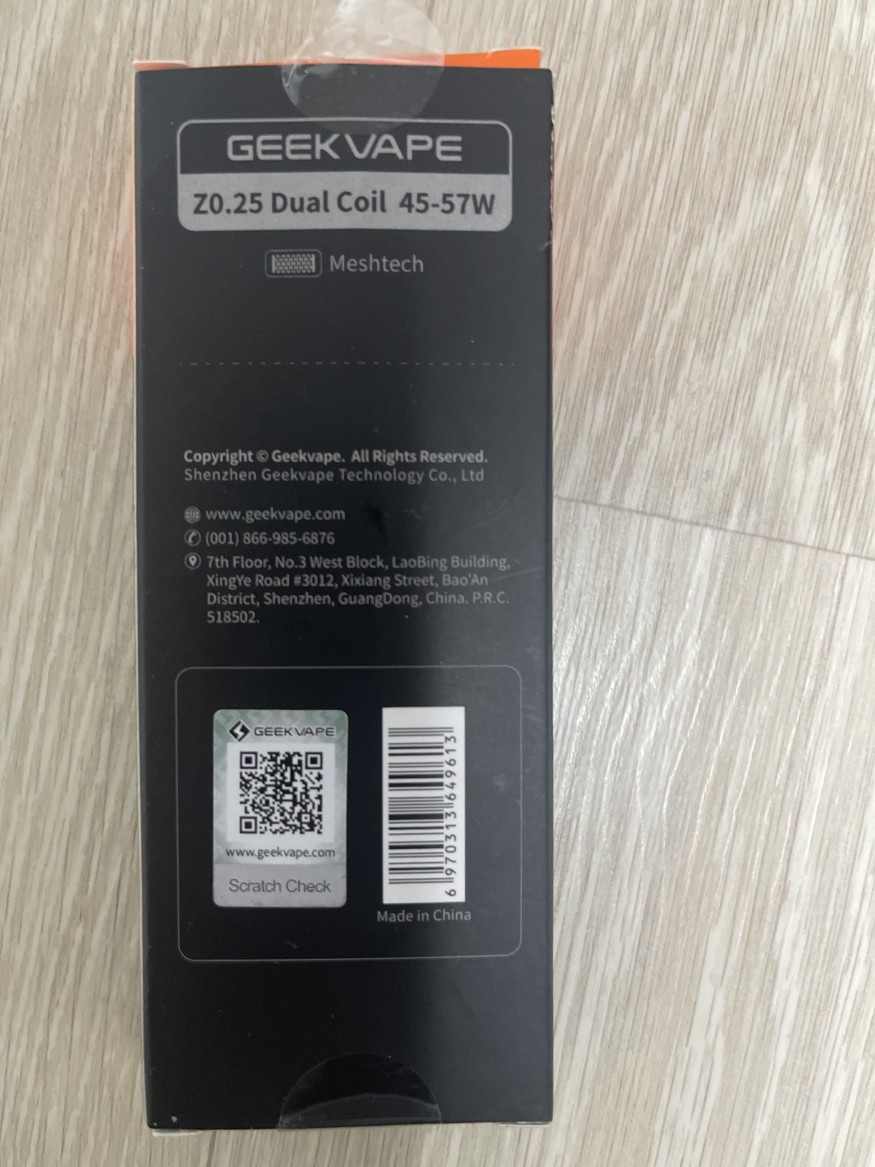 GEEKVAPE
Z0.25 Dual Coil 45-57W
Meshtech
Copyright © Geekvape. All Rights Reserved.
Shenzhen Geekvape Technology Co., Ltd
www.geekvape.com
(001) 866-985-6876
7th Floor, No.3 West Block, LaoBing Building,
XingYe Road #3012, Xixiang Street, Bao'An
District, Shenzhen, GuangDong, China. P.R.C.
518502.
GEEKVAPE
www.geekvape.com
Scratch Check
6 970313 649613
Made in China